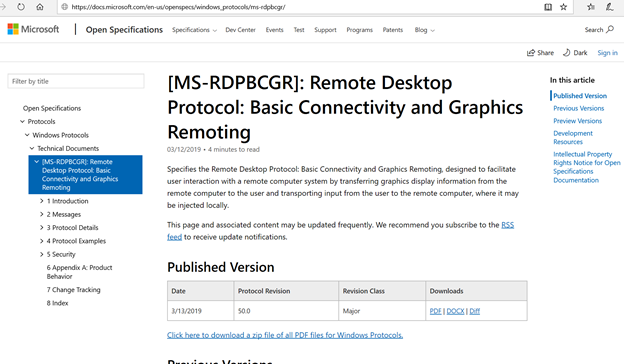 https://docs.microsoft.com/en-us/openspecs/windows_protocols/ms-rdpbcgr/
Microsoft
Open Specifications
Specifications
Dev Center
Events
Test Support
Programs
Patents
Blog
Search
Share
Dark
Sign in
Filter by title
Open Specifications
Protocols
Windows Protocols
Technical Documents
[MS-RDPBCGR]: Remote
Desktop Protocol: Basic
Connectivity and Graphics
Remoting
1 Introduction
2 Messages
3 Protocol Details
4 Protocol Examples
5 Security
6 Appendix A: Product
Behavior
7 Change Tracking
8 Index
[MS-RDPBCGR]: Remote Desktop
Protocol: Basic Connectivity and Graphics
Remoting
03/12/2019 • 4 minutes to read
Specifies the Remote Desktop Protocol: Basic Connectivity and Graphics Remoting, designed to facilitate
user interaction with a remote computer system by transferring graphics display information from the
remote computer to the user and transporting input from the user to the remote computer, where it may
be injected locally.
This page and associated content may be updated frequently. We recommend you subscribe to the RSS
feed to receive update notifications.
Published Version
Date Protocol Revision Revision Class Downloads
3/13/2019 50.0 Major PDF | DOCX | Diff
Click here to download a zip file of all PDF files for Windows Protocols.
Previous Versions
In this article
Published Version
Previous Versions
Preview Versions
Development
Resources
Intellectual Property
Rights Notice for Open
Specifications
Documentation